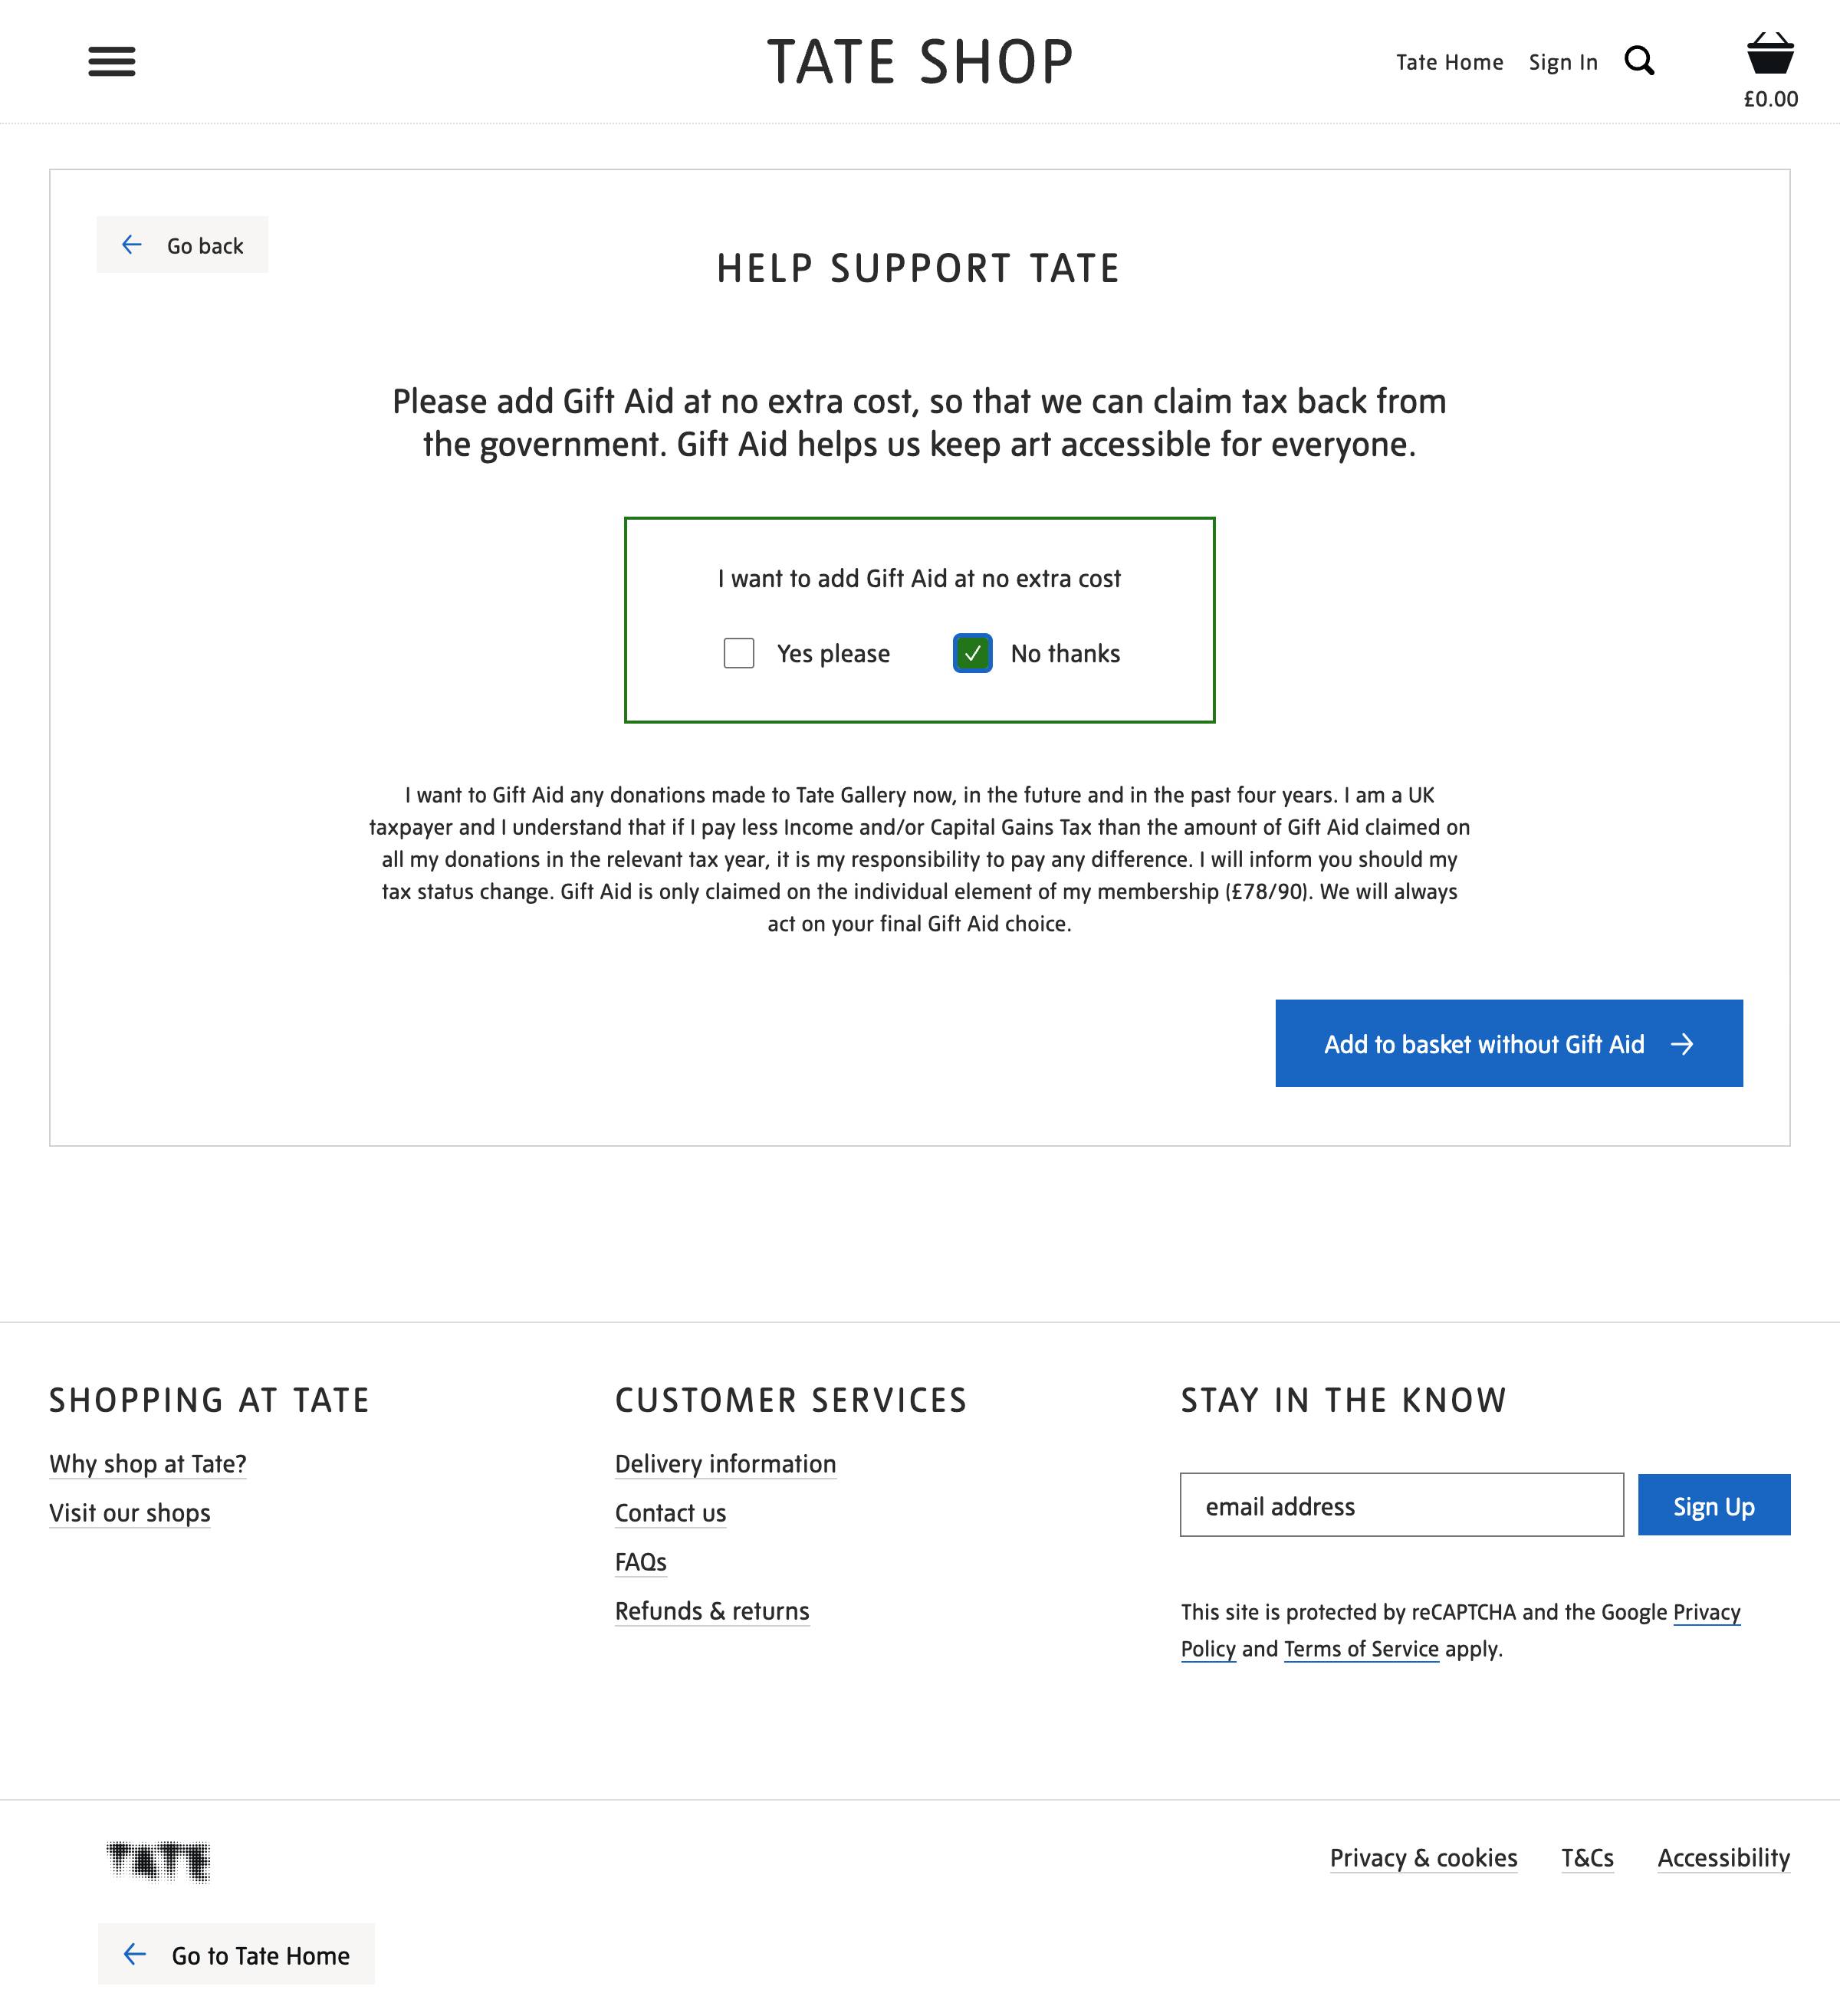 TATE SHOP
Tate Home
Sign In
£0.00
Go back
HELP SUPPORT TATE
Please add Gift Aid at no extra cost, so that we can claim tax back from
the government. Gift Aid helps us keep art accessible for everyone.
I want to add Gift Aid at no extra cost
Yes please
No thanks
I want to Gift Aid any donations made to Tate Gallery now, in the future and in the past four years. I am a UK
taxpayer and I understand that if I pay less Income and/or Capital Gains Tax than the amount of Gift Aid claimed on
all my donations in the relevant tax year, it is my responsibility to pay any difference. I will inform you should my
tax status change. Gift Aid is only claimed on the individual element of my membership (£78/90). We will always
act on your final Gift Aid choice.
Add to basket without Gift Aid
SHOPPING AT TATE
Why shop at Tate?
Visit our shops
CUSTOMER SERVICES
Delivery information
Contact us
FAQs
Refunds & returns
STAY IN THE KNOW
email address
Sign Up
This site is protected by reCAPTCHA and the Google Privacy
Policy and Terms of Service apply.
TATE
Privacy & cookies
T&Cs
Accessibility
Go to Tate Home